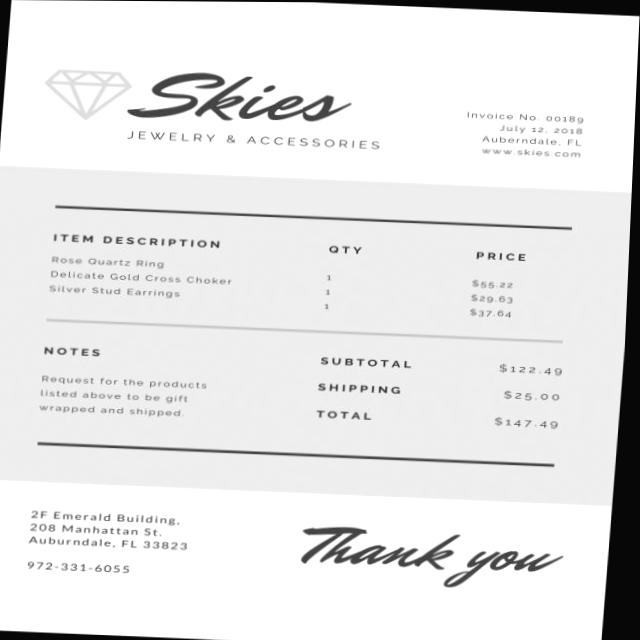 Skies
JEWELRY & ACCESSORIES
Invoice No. 00189
July 12, 2018
Auberndale, FL
www.skies.com
ITEM DESCRIPTION QTY PRICE
Rose Quartz Ring 1 $55.22
Delicate Gold Cross Choker 1 $29.63
Silver Stud Earrings 1 $37.64
NOTES
Request for the products
listed above to be gift
wrapped and shipped.
SUBTOTAL $122.49
SHIPPING $25.00
TOTAL $147.49
2F Emerald Building,
208 Manhattan St.
Auburndale, FL 33823
972-331-6055
Thank you